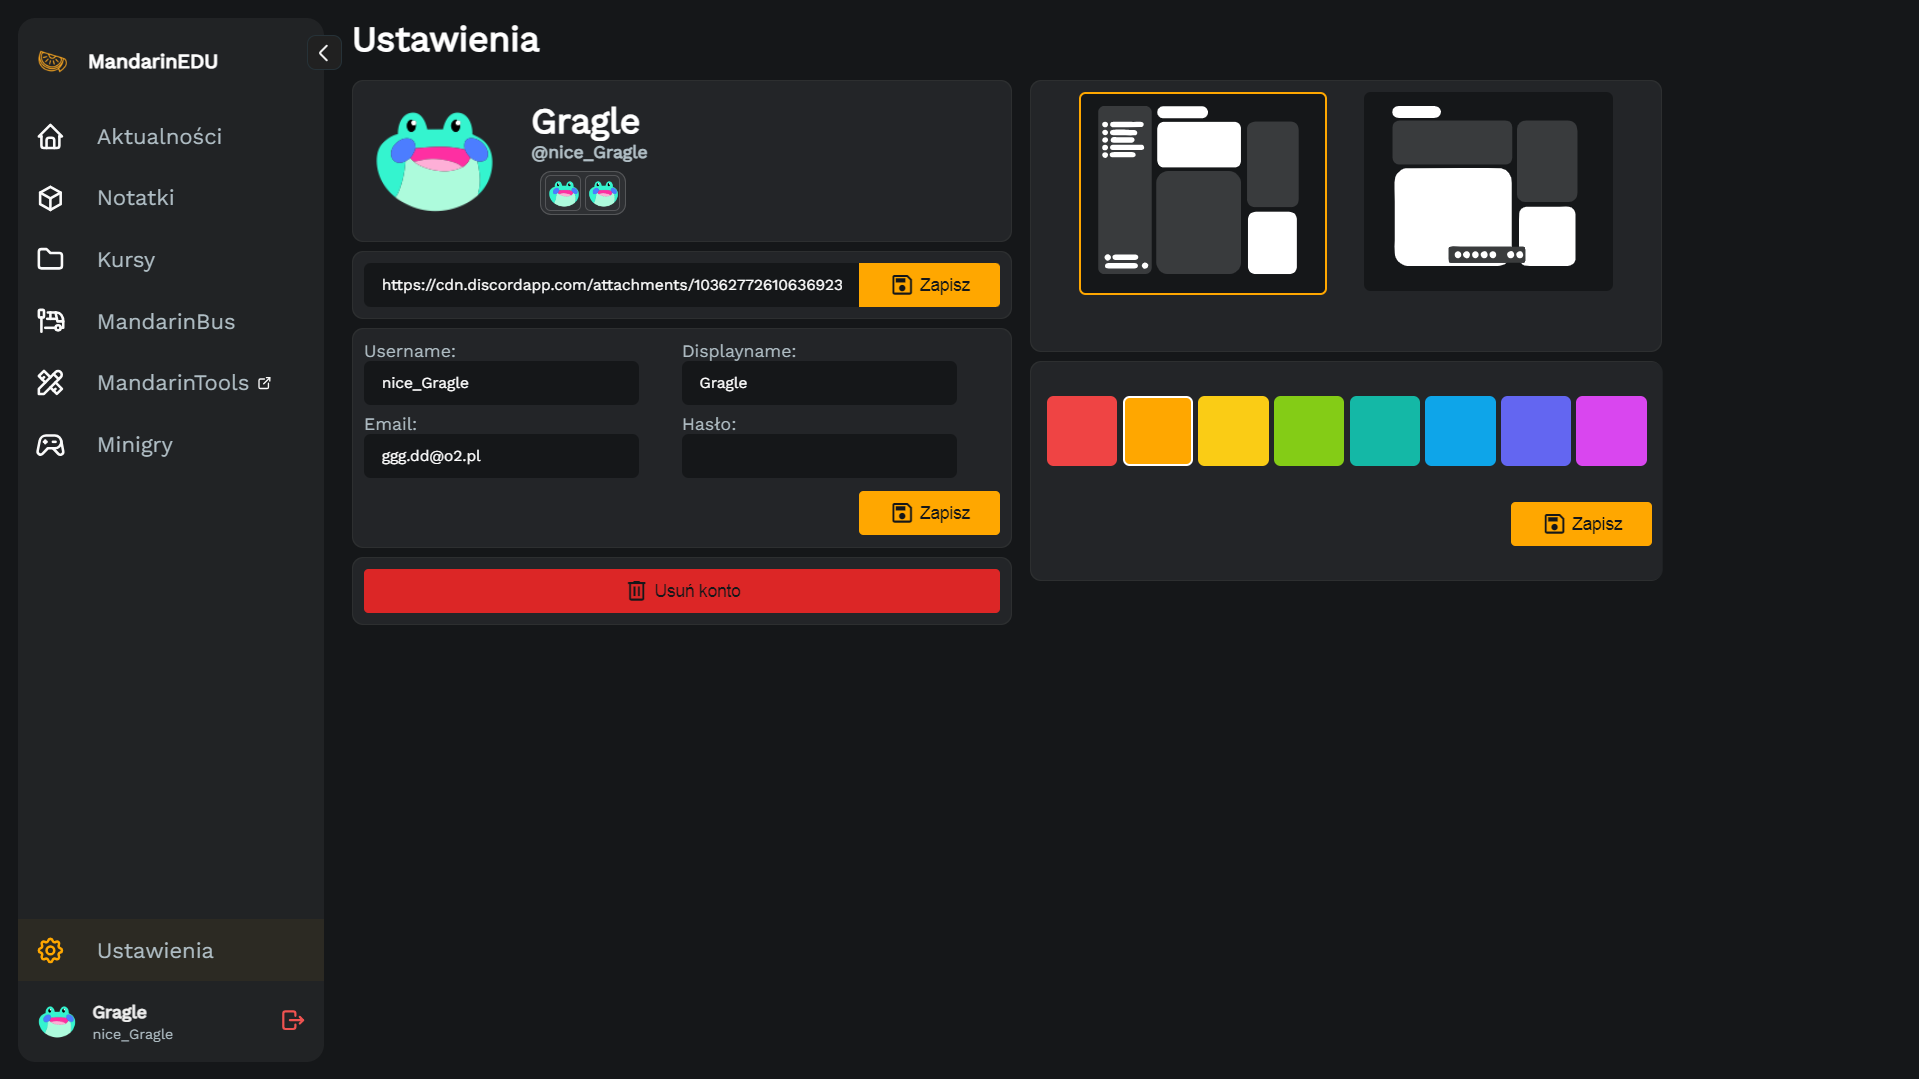 MandarinEDU
Aktualności
Notatki
Kursy
MandarinBus
MandarinTools
Minigry
Ustawienia
Gragle
nice_Gragle
Ustawienia
Gragle
@nice_Gragle
https://cdn.discordapp.com/attachments/10362772610636923
Zapisz
Username:
Displayname:
nice_Gragle
Gragle
Email:
Hasło:
ggg.dd@o2.pl
Zapisz
Usuń konto
Zapisz